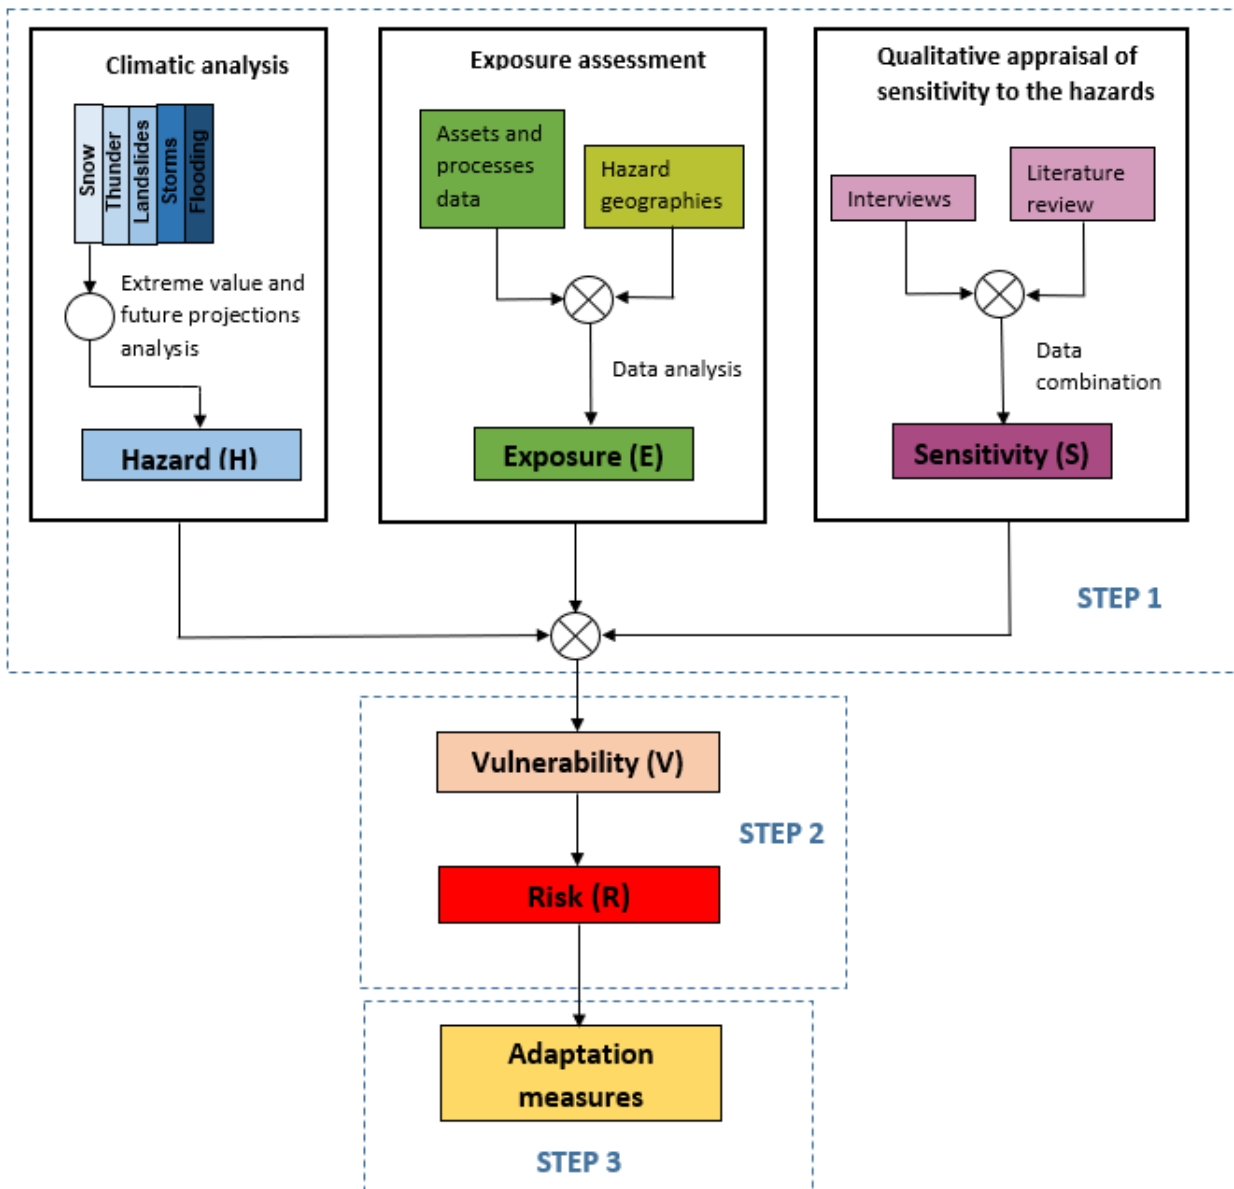 Climatic analysis
Snow
Thunder
Landslides
Storms
Flooding
Extreme value and
future projections
analysis
Hazard (H)
Exposure assessment
Assets and
processes
data
Hazard
geographies
Data analysis
Exposure (E)
Qualitative appraisal of
sensitivity to the hazards
Interviews
Literature
review
Data
combination
Sensitivity (S)
STEP 1
Vulnerability (V)
STEP 2
Risk (R)
Adaptation
measures
STEP 3